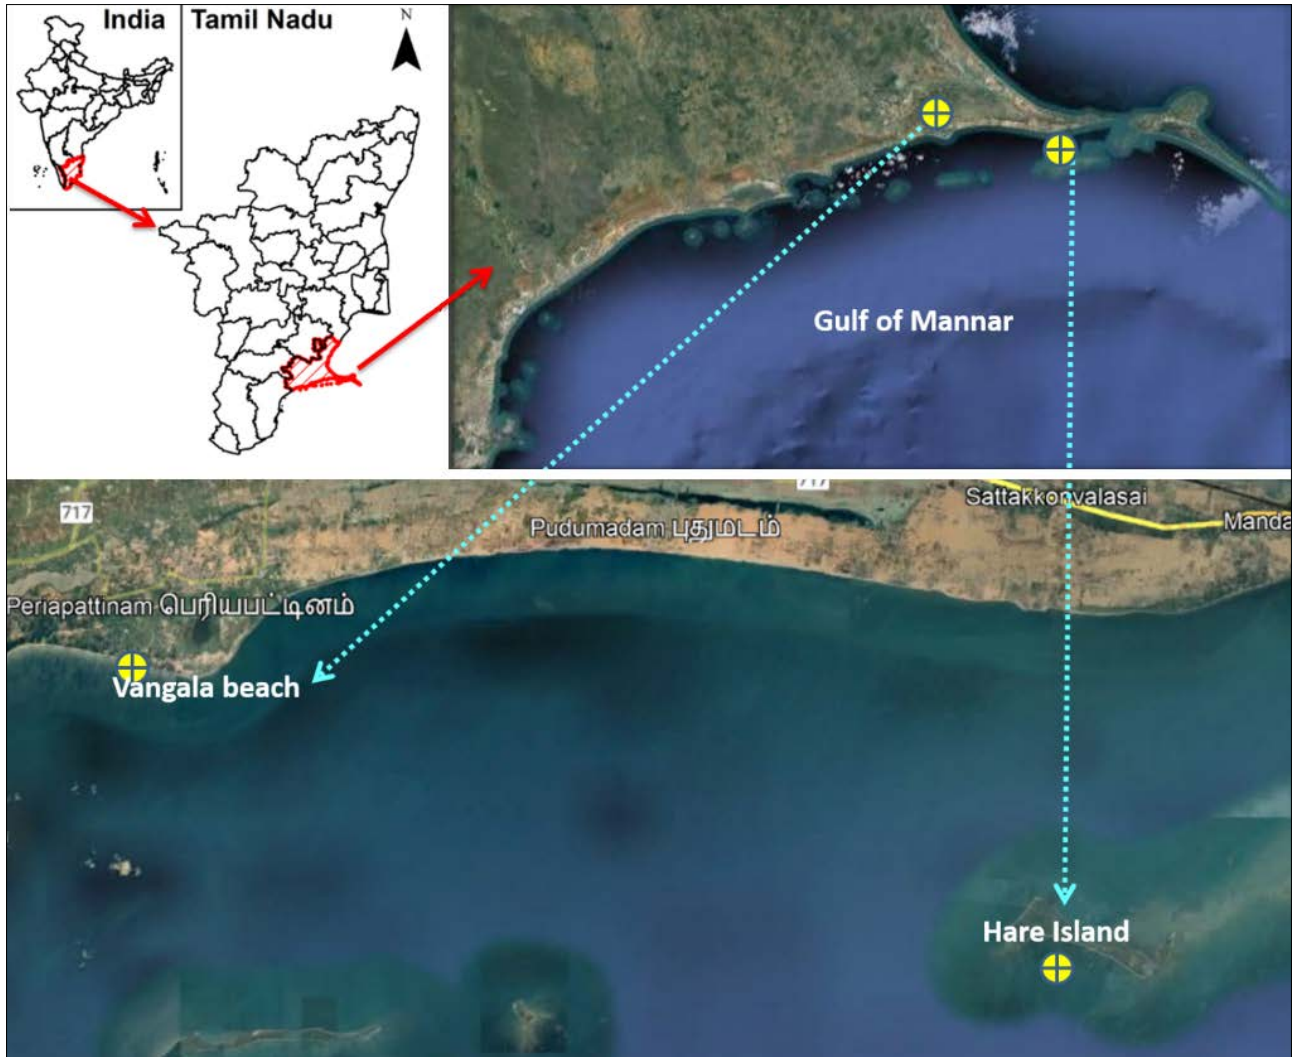 India
Tamil Nadu
N
Gulf of Mannar
717
717
Sattakkonvalasai
Pudumadam புதுமடம்
Manda
Periapattinam பெரியபட்டினம்
Vangala beach
Hare Island